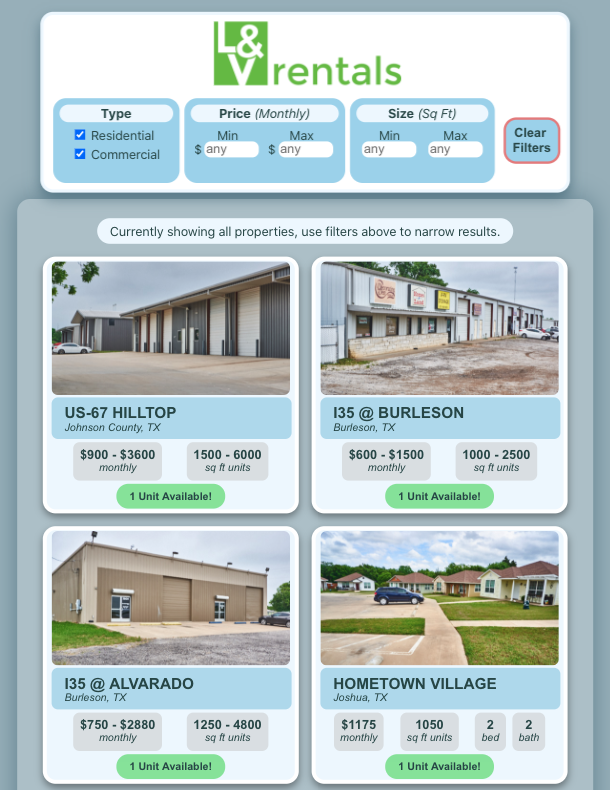 L&V rentals
Type
Residential
Commercial
Price (Monthly)
Min Max
$ any $ any
Size (Sq Ft)
Min Max
any any
Clear
Filters
Currently showing all properties, use filters above to narrow results.
US-67 HILLTOP
Johnson County, TX
$900 - $3600 1500 - 6000
monthly sq ft units
1 Unit Available!
I35 @ BURLESON
Burleson, TX
$600 - $1500 1000 - 2500
monthly sq ft units
1 Unit Available!
I35 @ ALVARADO
Burleson, TX
$750 - $2880 1250 - 4800
monthly sq ft units
1 Unit Available!
HOMETOWN VILLAGE
Joshua, TX
$1175 1050 2 2
monthly sq ft units bed bath
1 Unit Available!